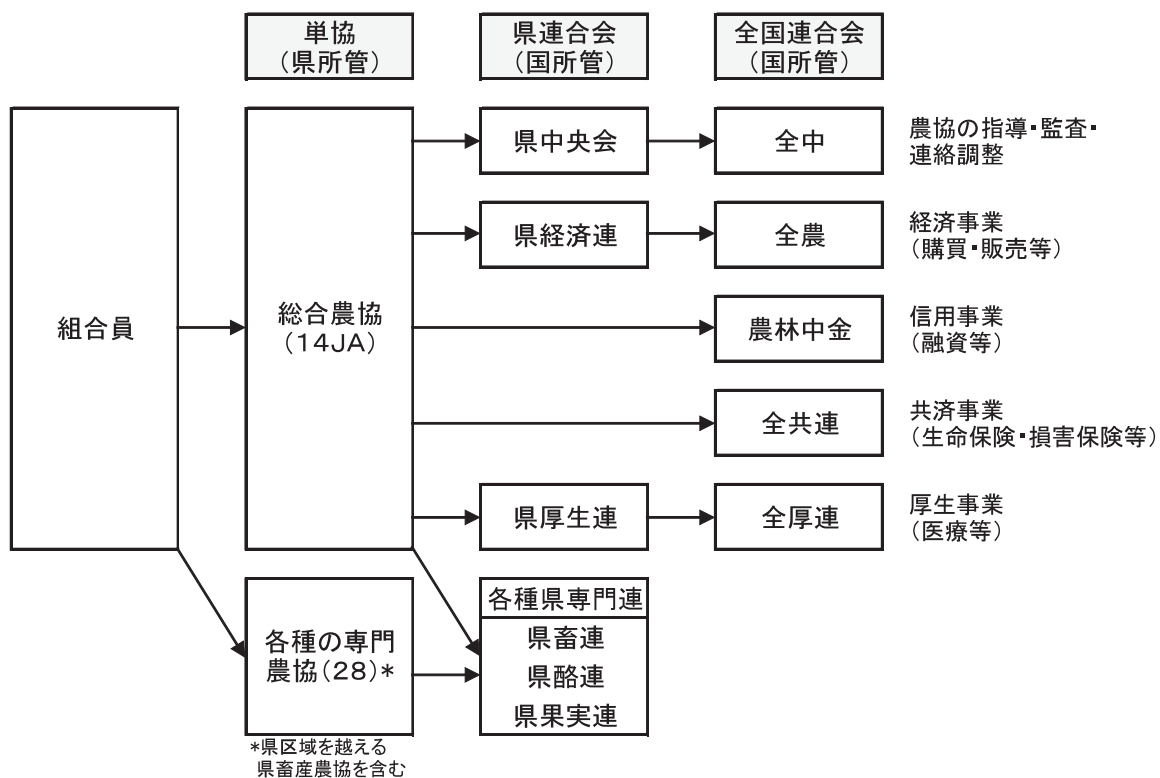 単協
（県所管）
県連合会
（国所管）
全国連合会
（国所管）
組合員
総合農協
（14JA）
県中央会
全中
農協の指導・監査・
連絡調整
県経済連
全農
経済事業
（購買・販売等）
農林中金
信用事業
（融資等）
全共連
共済事業
（生命保険・損害保険等）
県厚生連
全厚連
厚生事業
（医療等）
各種の専門
農協（28）*
*県区域を越える
県畜産農協を含む
各種県専門連
県畜連
県酪連
県果実連